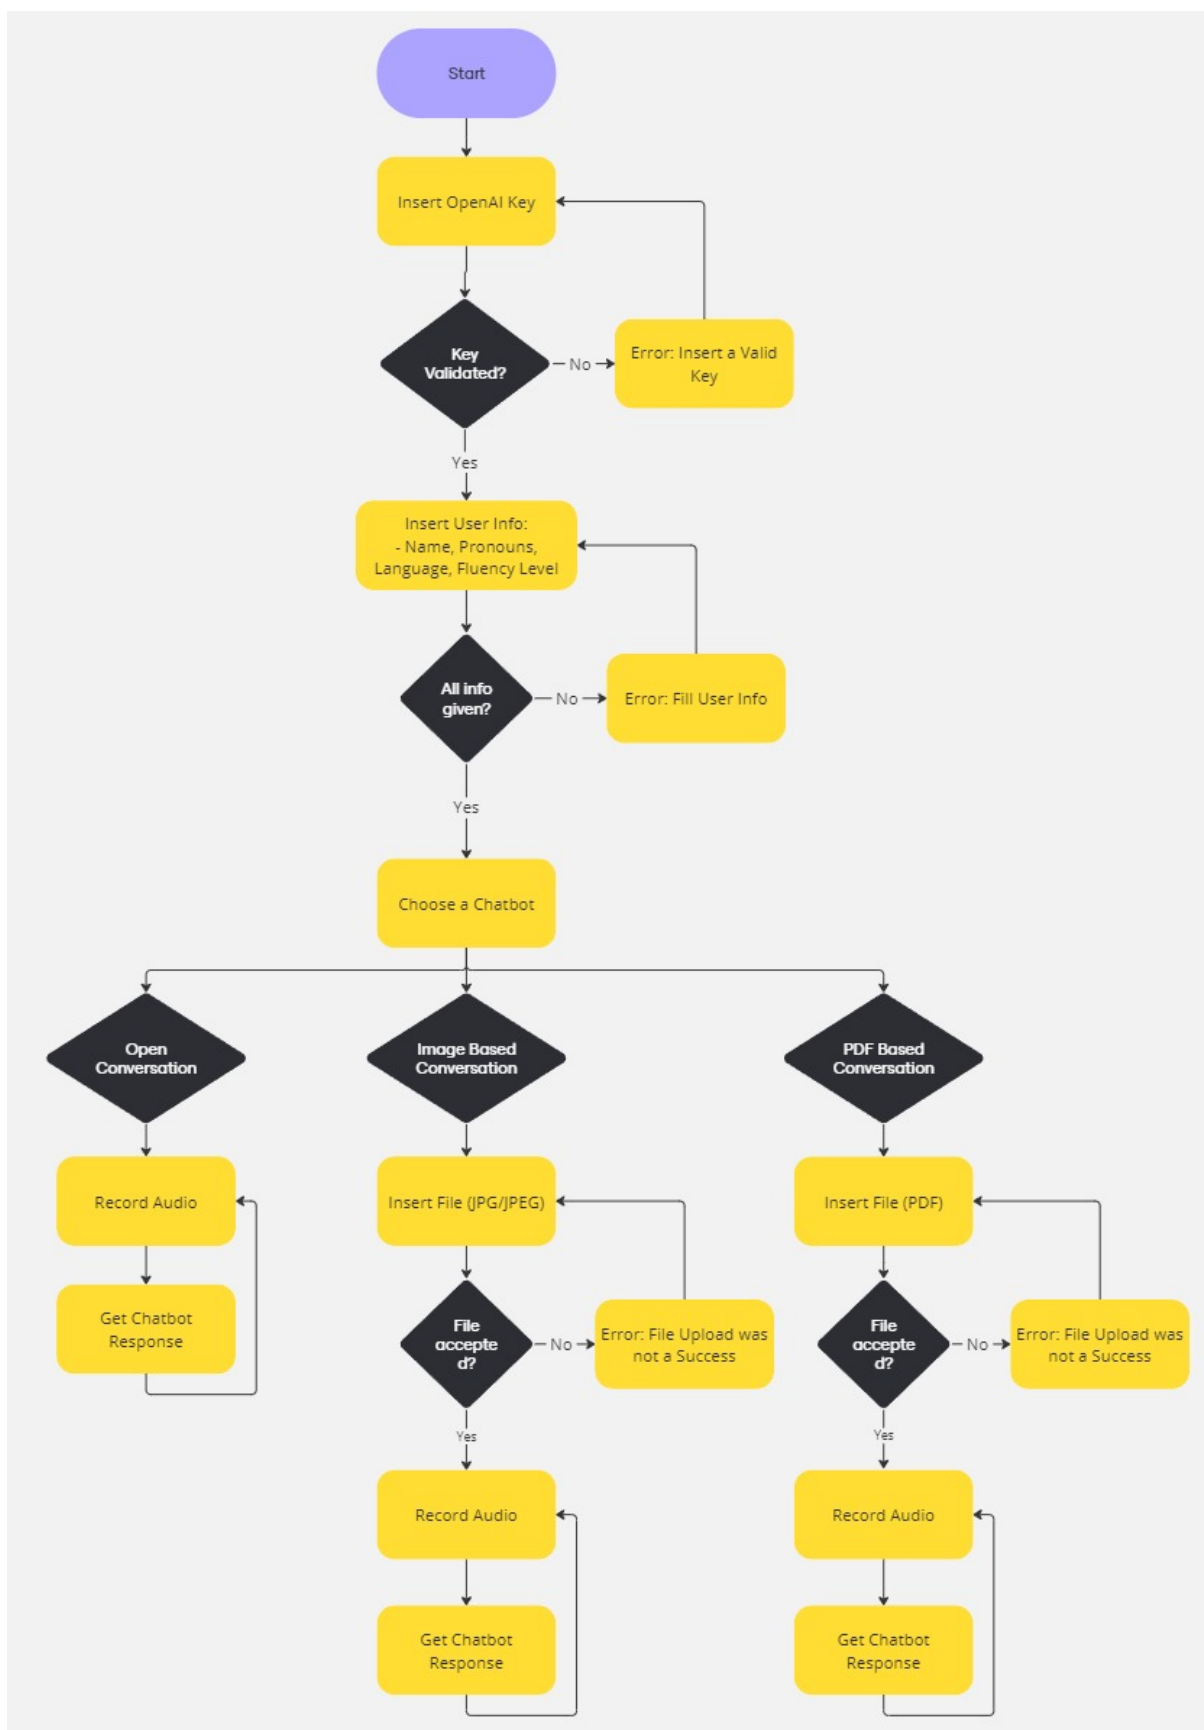 Start
Insert OpenAI Key
Key
Validated?
No
Error: Insert a Valid
Key
Yes
Insert User Info:
- Name, Pronouns,
Language, Fluency Level
All info
given?
No
Error: Fill User Info
Yes
Choose a Chatbot
Open
Conversation
Image Based
Conversation
PDF Based
Conversation
Record Audio
Insert File (JPG/JPEG)
Insert File (PDF)
Get Chatbot
Response
File
accepte
d?
No
Error: File Upload was
not a Success
File
accepte
d?
No
Error: File Upload was
not a Success
Yes
Yes
Record Audio
Record Audio
Get Chatbot
Response
Get Chatbot
Response